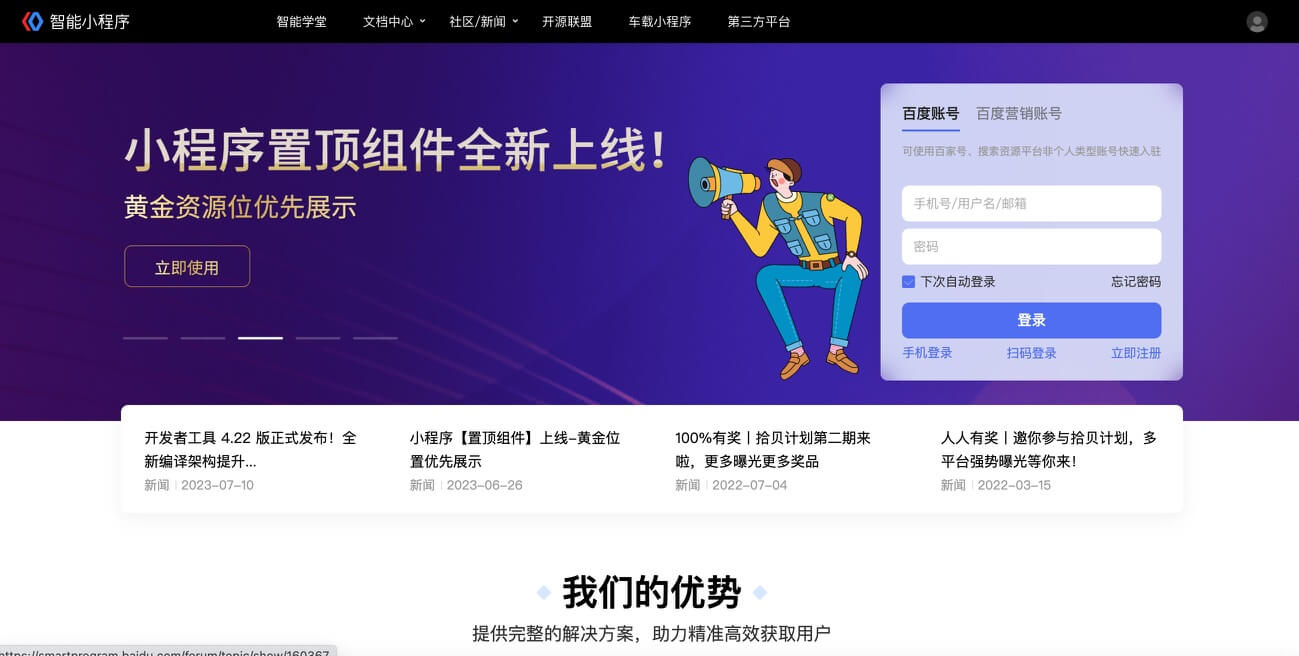 智能小程序
智能学堂
文档中心
社区/新闻
开源联盟
车载小程序
第三方平台
小程序置顶组件全新上线！
黄金资源位优先展示
立即使用
百度账号
百度营销账号
可使用百家号、搜索资源平台非个人类型账号快速入驻
手机号/用户名/邮箱
密码
下次自动登录
忘记密码
登录
手机登录
扫码登录
立即注册
开发者工具 4.22 版正式发布！全
新编译架构提升...
新闻 | 2023-07-10
小程序【置顶组件】上线-黄金位
置优先展示
新闻 | 2023-06-26
100%有奖丨拾贝计划第二期来
啦，更多曝光更多奖品
新闻 | 2022-07-04
人人有奖丨邀你参与拾贝计划，多
平台强势曝光等你来！
新闻 | 2022-03-15
我们的优势
提供完整的解决方案，助力精准高效获取用户
https://smartprogram.baidu.com/forum/topic/show/160367